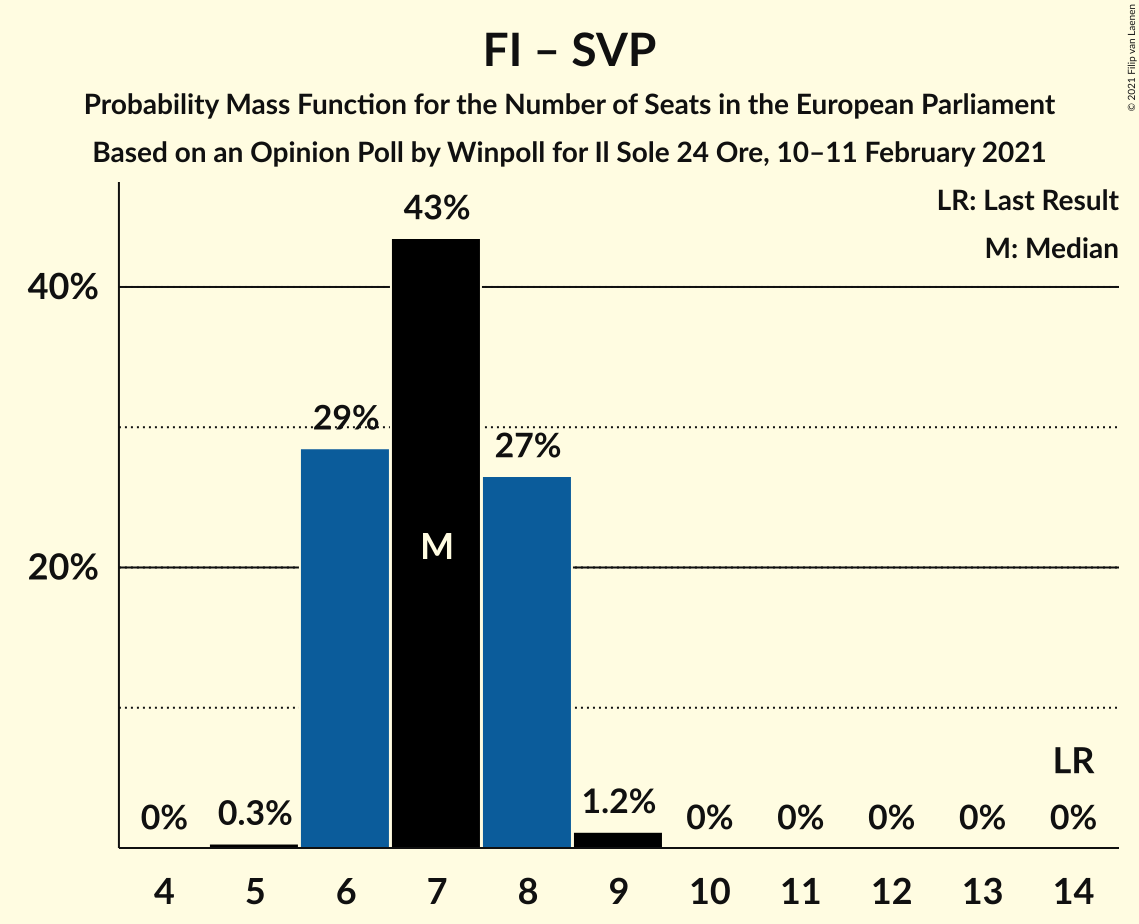 FI – SVP
Probability Mass Function for the Number of Seats in the European Parliament
Based on an Opinion Poll by Winpoll for Il Sole 24 Ore, 10–11 February 2021
© 2021 Filip van Laenen
LR: Last Result
M: Median
43%
40%
29%
27%
M
20%
LR
0% 0.3% 1.2% 0% 0% 0% 0% 0%
4 5 6 7 8 9 10 11 12 13 14